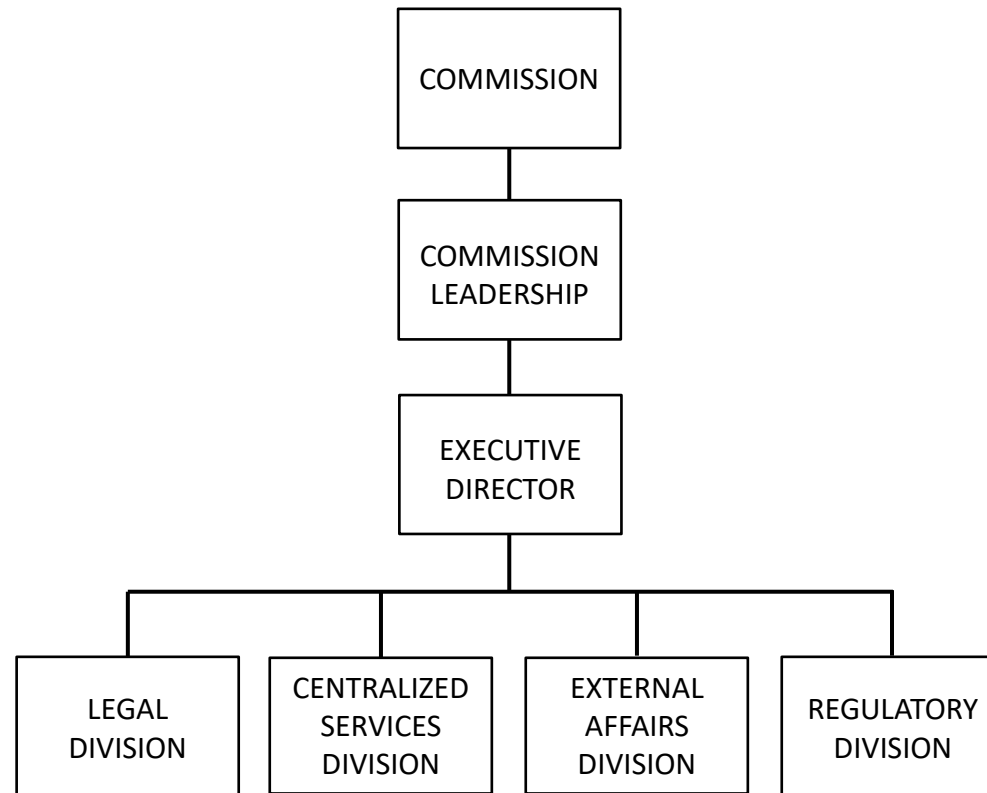 COMMISSION
COMMISSION
LEADERSHIP
EXECUTIVE
DIRECTOR
LEGAL
DIVISION
CENTRALIZED
SERVICES
DIVISION
EXTERNAL
AFFAIRS
DIVISION
REGULATORY
DIVISION